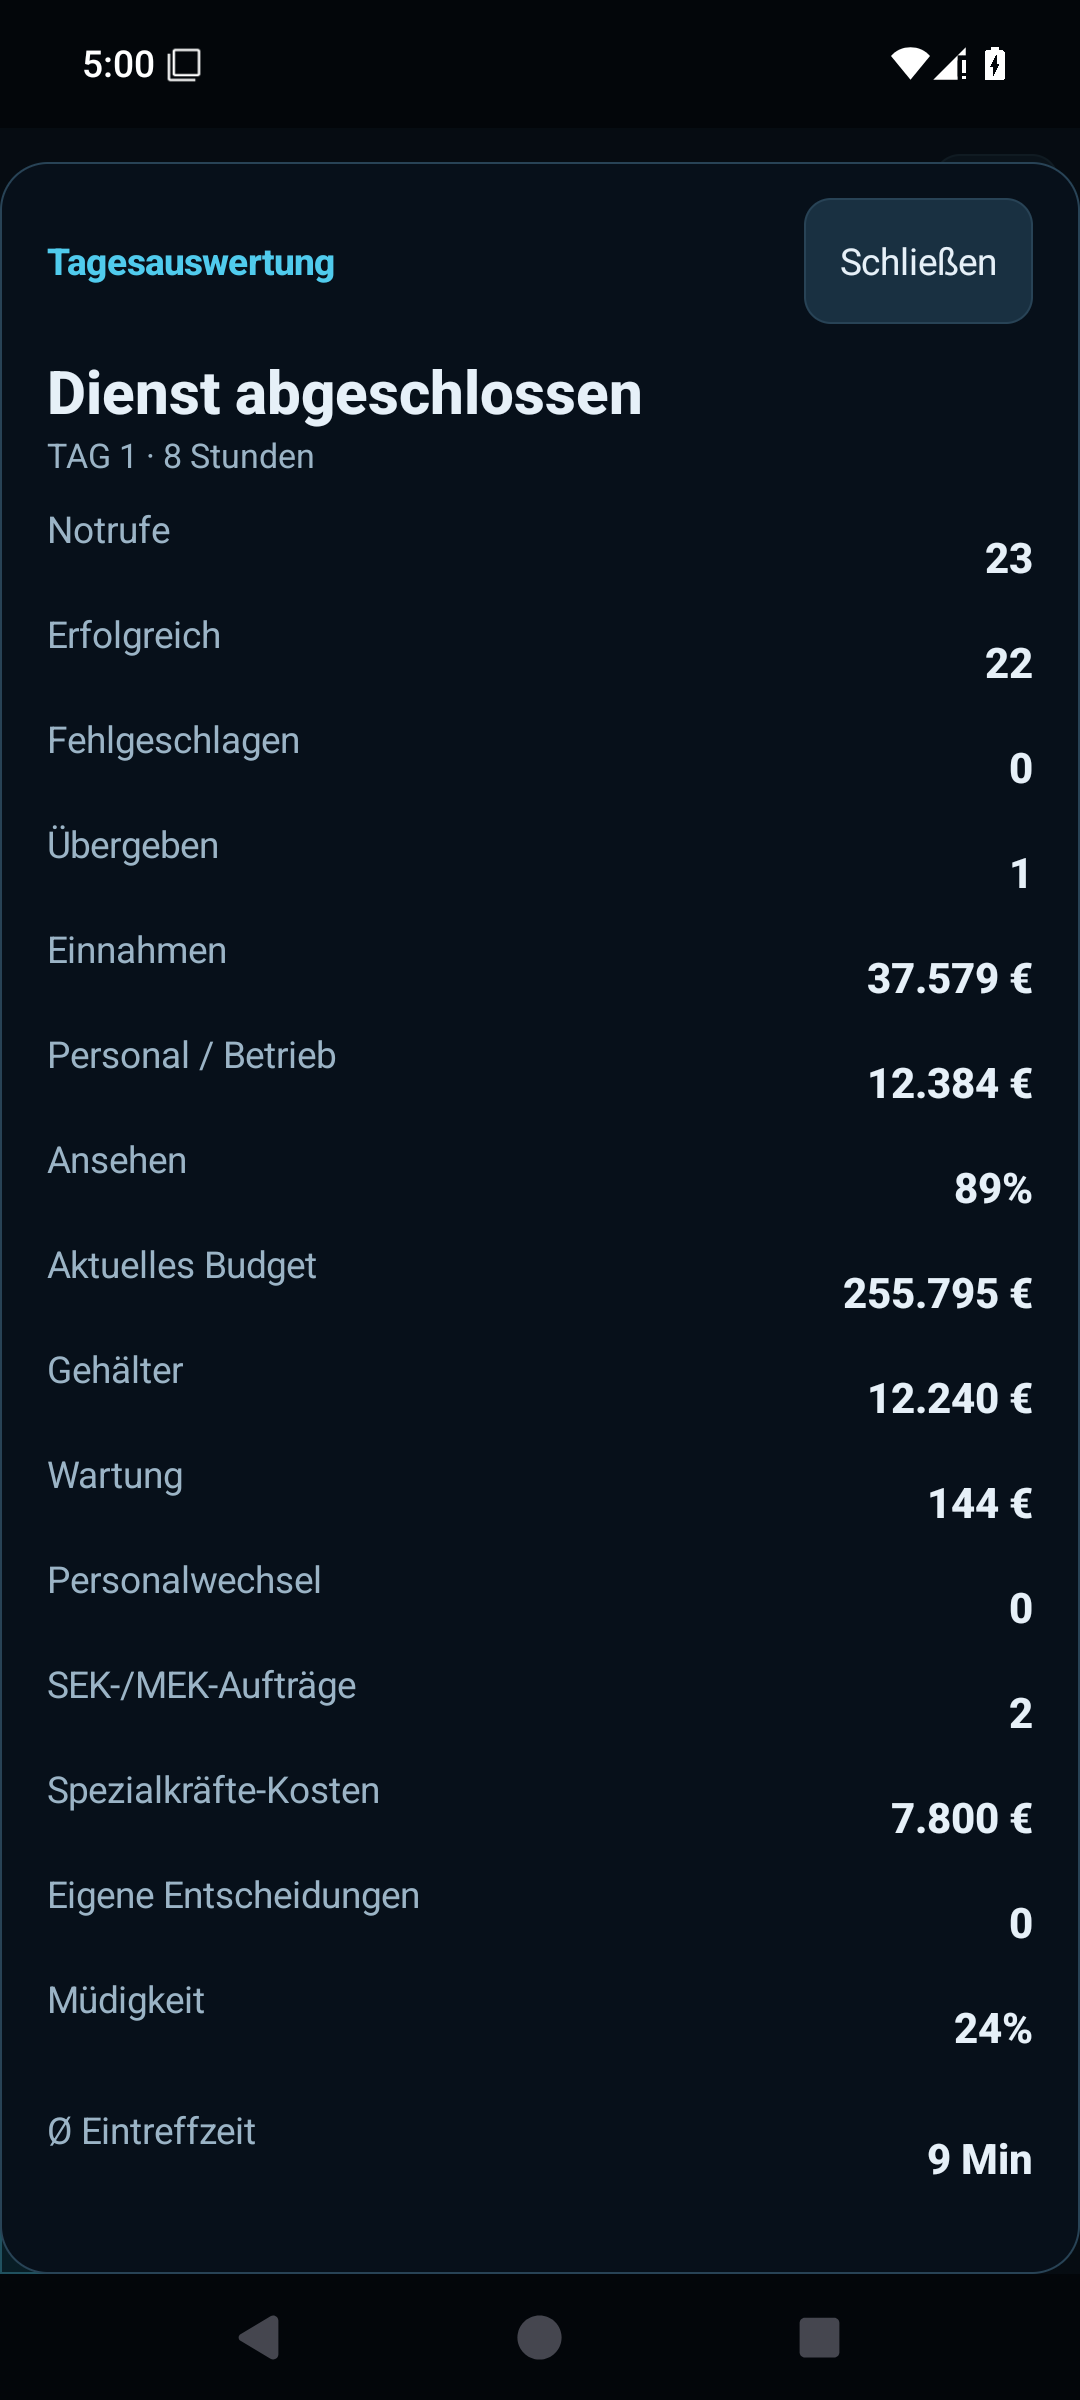 5:00
Tagesauswertung
Schließen
Dienst abgeschlossen
TAG 1 · 8 Stunden
Notrufe
23
Erfolgreich
22
Fehlgeschlagen
0
Übergeben
1
Einnahmen
37.579 €
Personal / Betrieb
12.384 €
Ansehen
89%
Aktuelles Budget
255.795 €
Gehälter
12.240 €
Wartung
144 €
Personalwechsel
0
SEK-/MEK-Aufträge
2
Spezialkräfte-Kosten
7.800 €
Eigene Entscheidungen
0
Müdigkeit
24%
Ø Eintreffzeit
9 Min